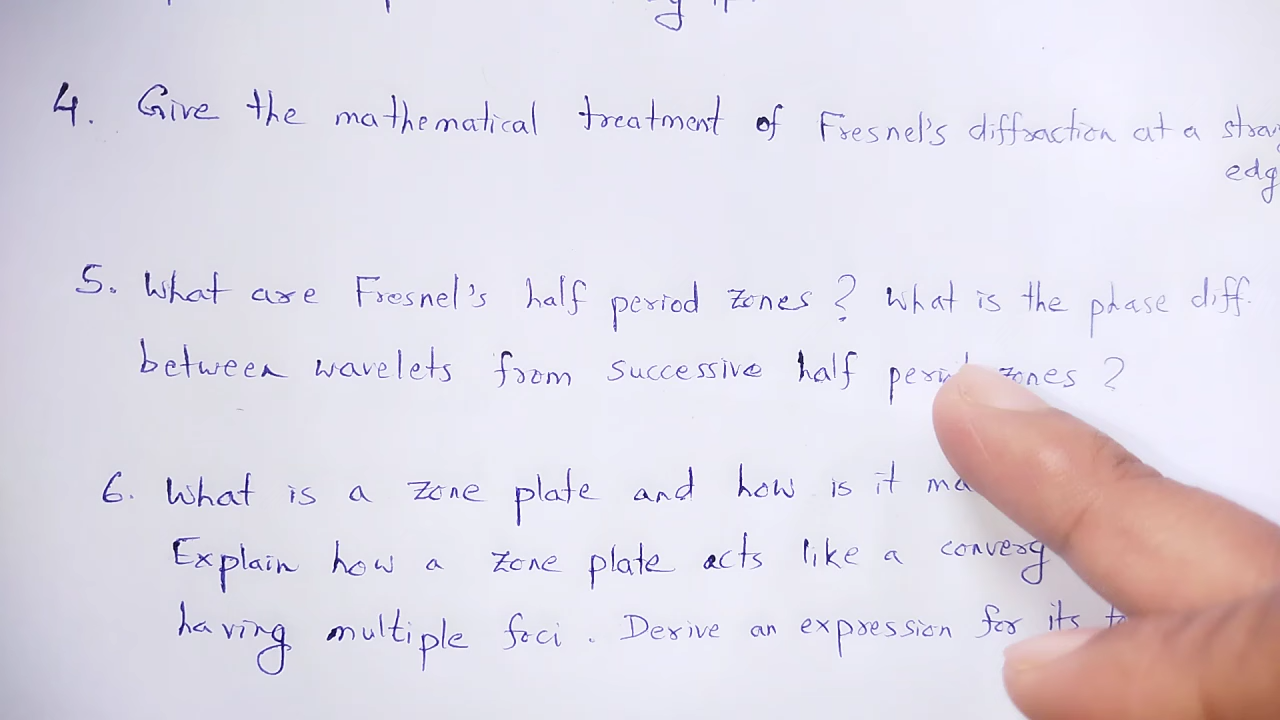 4. Give the mathematical treatment of Fresnel's diffraction at a
5. What are Fresnel's half period zones ? What is the phase diff.
between wavelets from successive half zones ?
6. What is a zone plate and how is it
Explain how a zone plate acts like a
having multiple foci . Derive an expression for its